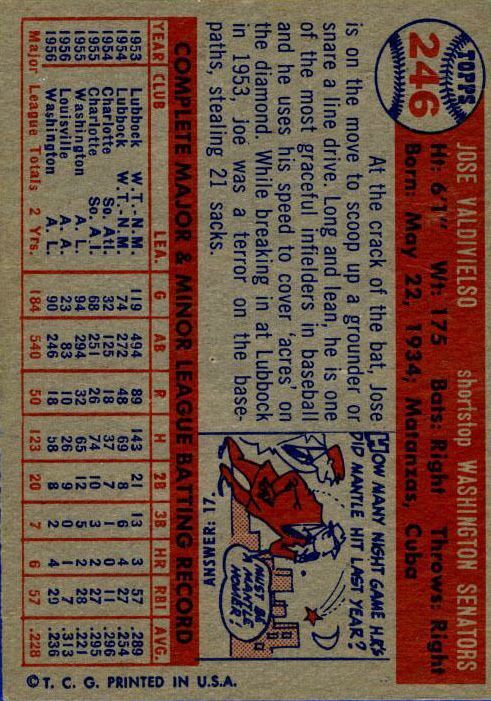 TOPPS
246
JOSE VALDIVIELSO shortstop WASHINGTON SENATORS
Ht: 6'1" Wt: 175 Bats: Right Throws: Right
Born: May 22, 1934; Matanzas, Cuba
At the crack of the bat, Jose
is on the move to scoop up a grounder or
snare a line drive. Long and lean, he is one
of the most graceful infielders in baseball
and he uses his speed to cover 'acres' on
the diamond. While breaking in at Lubbock
in 1953, Joe was a terror on the base-
paths, stealing 21 sacks.
HOW MANY NIGHT GAME H.R.'S
DID MANTLE HIT LAST YEAR?
MUST BE
A MANTLE
HOMER!
ANSWER: 17
COMPLETE MAJOR & MINOR LEAGUE BATTING RECORD
YEAR CLUB LEA. G AB R H 2B 3B HR RBI AVG.
1953 Lubbock W.T.-N.M. 119 494 89 143 21 13 3 57 .289
1954 Lubbock W.T.-N.M. 74 272 48 69 8 6 4 27 .254
1954 Charlotte So. Atl. 32 125 16 37 7 1 0 11 .296
1955 Charlotte So. A.L. 68 251 26 74 10 27 .295
1955 Washington A. L. 94 294 32 65 12 5 2 28 .221
1956 Louisville A. A. 23 83 10 26 0 1 7 .313
1956 Washington A. L. 90 246 18 58 8 2 4 29 .236
Major League Totals 2 Yrs. 184 540 50 123 20 7 6 57 .228
© T. C. G. PRINTED IN U.S.A.